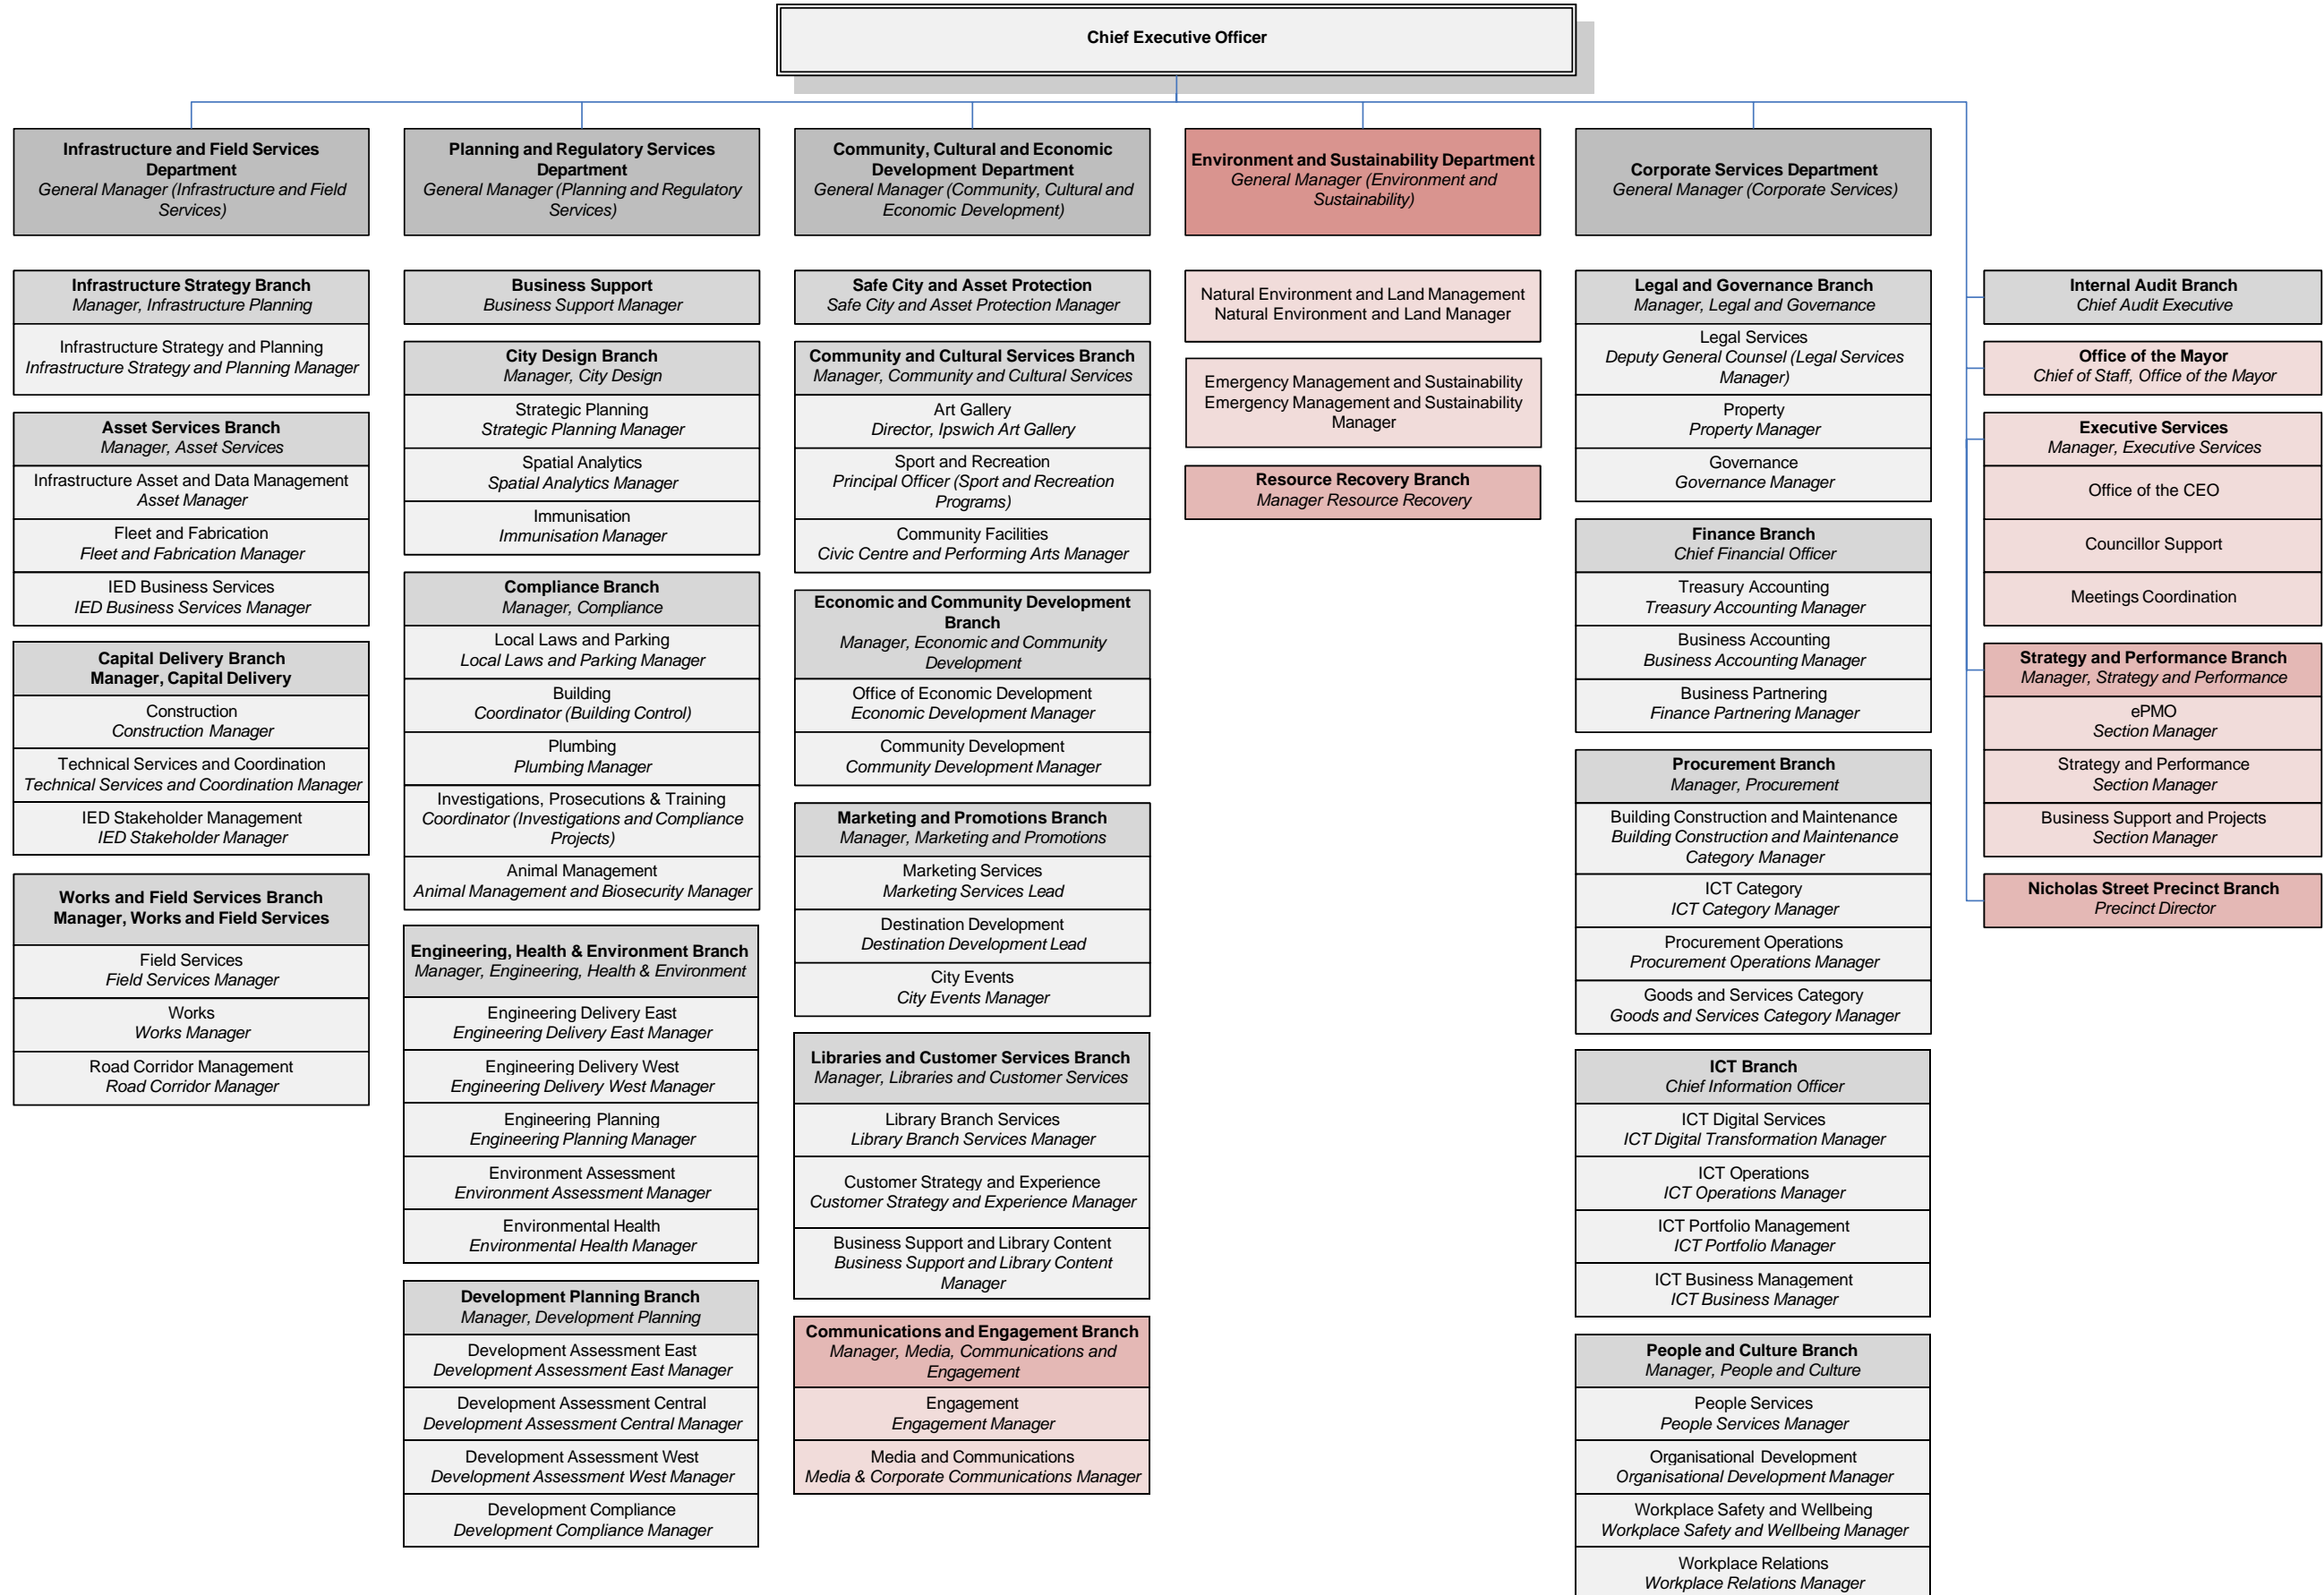 Chief Executive Officer
Infrastructure and Field Services
Department
General Manager (Infrastructure and Field
Services)
Infrastructure Strategy Branch
Manager, Infrastructure Planning
Infrastructure Strategy and Planning
Infrastructure Strategy and Planning Manager
Asset Services Branch
Manager, Asset Services
Infrastructure Asset and Data Management
Asset Manager
Fleet and Fabrication
Fleet and Fabrication Manager
IED Business Services
IED Business Services Manager
Capital Delivery Branch
Manager, Capital Delivery
Construction
Construction Manager
Technical Services and Coordination
Technical Services and Coordination Manager
IED Stakeholder Management
IED Stakeholder Manager
Works and Field Services Branch
Manager, Works and Field Services
Field Services
Field Services Manager
Works
Works Manager
Road Corridor Management
Road Corridor Manager
Planning and Regulatory Services
Department
General Manager (Planning and Regulatory
Services)
Business Support
Business Support Manager
City Design Branch
Manager, City Design
Strategic Planning
Strategic Planning Manager
Spatial Analytics
Spatial Analytics Manager
Immunisation
Immunisation Manager
Compliance Branch
Manager, Compliance
Local Laws and Parking
Local Laws and Parking Manager
Building
Coordinator (Building Control)
Plumbing
Plumbing Manager
Investigations, Prosecutions & Training
Coordinator (Investigations and Compliance
Projects)
Animal Management
Animal Management and Biosecurity Manager
Engineering, Health & Environment Branch
Manager, Engineering, Health & Environment
Engineering Delivery East
Engineering Delivery East Manager
Engineering Delivery West
Engineering Delivery West Manager
Engineering Planning
Engineering Planning Manager
Environment Assessment
Environment Assessment Manager
Environmental Health
Environmental Health Manager
Development Planning Branch
Manager, Development Planning
Development Assessment East
Development Assessment East Manager
Development Assessment Central
Development Assessment Central Manager
Development Assessment West
Development Assessment West Manager
Development Compliance
Development Compliance Manager
Community, Cultural and Economic
Development Department
General Manager (Community, Cultural and
Economic Development)
Safe City and Asset Protection
Safe City and Asset Protection Manager
Community and Cultural Services Branch
Manager, Community and Cultural Services
Art Gallery
Director, Ipswich Art Gallery
Sport and Recreation
Principal Officer (Sport and Recreation
Programs)
Community Facilities
Civic Centre and Performing Arts Manager
Economic and Community Development
Branch
Manager, Economic and Community
Development
Office of Economic Development
Economic Development Manager
Community Development
Community Development Manager
Marketing and Promotions Branch
Manager, Marketing and Promotions
Marketing Services
Marketing Services Lead
Destination Development
Destination Development Lead
City Events
City Events Manager
Libraries and Customer Services Branch
Manager, Libraries and Customer Services
Library Branch Services
Library Branch Services Manager
Customer Strategy and Experience
Customer Strategy and Experience Manager
Business Support and Library Content
Business Support and Library Content
Manager
Communications and Engagement Branch
Manager, Media, Communications and
Engagement
Engagement
Engagement Manager
Media and Communications
Media & Corporate Communications Manager
Environment and Sustainability Department
General Manager (Environment and
Sustainability)
Natural Environment and Land Management
Natural Environment and Land Manager
Emergency Management and Sustainability
Emergency Management and Sustainability
Manager
Resource Recovery Branch
Manager Resource Recovery
Corporate Services Department
General Manager (Corporate Services)
Legal and Governance Branch
Manager, Legal and Governance
Legal Services
Deputy General Counsel (Legal Services
Manager)
Property
Property Manager
Governance
Governance Manager
Finance Branch
Chief Financial Officer
Treasury Accounting
Treasury Accounting Manager
Business Accounting
Business Accounting Manager
Business Partnering
Finance Partnering Manager
Procurement Branch
Manager, Procurement
Building Construction and Maintenance
Building Construction and Maintenance
Category Manager
ICT Category
ICT Category Manager
Procurement Operations
Procurement Operations Manager
Goods and Services Category
Goods and Services Category Manager
ICT Branch
Chief Information Officer
ICT Digital Services
ICT Digital Transformation Manager
ICT Operations
ICT Operations Manager
ICT Portfolio Management
ICT Portfolio Manager
ICT Business Management
ICT Business Manager
People and Culture Branch
Manager, People and Culture
People Services
People Services Manager
Organisational Development
Organisational Development Manager
Workplace Safety and Wellbeing
Workplace Safety and Wellbeing Manager
Workplace Relations
Workplace Relations Manager
Internal Audit Branch
Chief Audit Executive
Office of the Mayor
Chief of Staff, Office of the Mayor
Executive Services
Manager, Executive Services
Office of the CEO
Councillor Support
Meetings Coordination
Strategy and Performance Branch
Manager, Strategy and Performance
ePMO
Section Manager
Strategy and Performance
Section Manager
Business Support and Projects
Section Manager
Nicholas Street Precinct Branch
Precinct Director